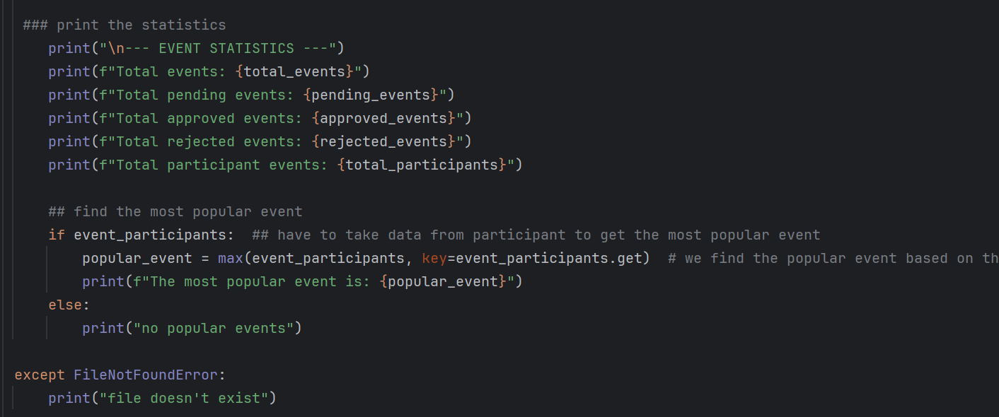 ### print the statistics
print("\n--- EVENT STATISTICS ---")
print(f"Total events: {total_events}")
print(f"Total pending events: {pending_events}")
print(f"Total approved events: {approved_events}")
print(f"Total rejected events: {rejected_events}")
print(f"Total participant events: {total_participants}")
## find the most popular event
if event_participants:  ## have to take data from participant to get the most popular event
popular_event = max(event_participants, key=event_participants.get)  # we find the popular event based on
print(f"The most popular event is: {popular_event}")
else:
print("no popular events")
except FileNotFoundError:
print("file doesn't exist")